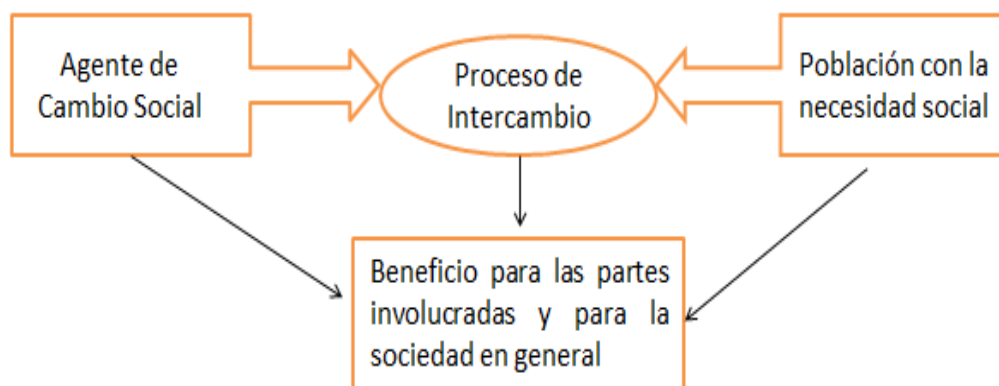 Agente de
Cambio Social
Proceso de
Intercambio
Población con la
necesidad social
Beneficio para las partes
involucradas y para la
sociedad en general